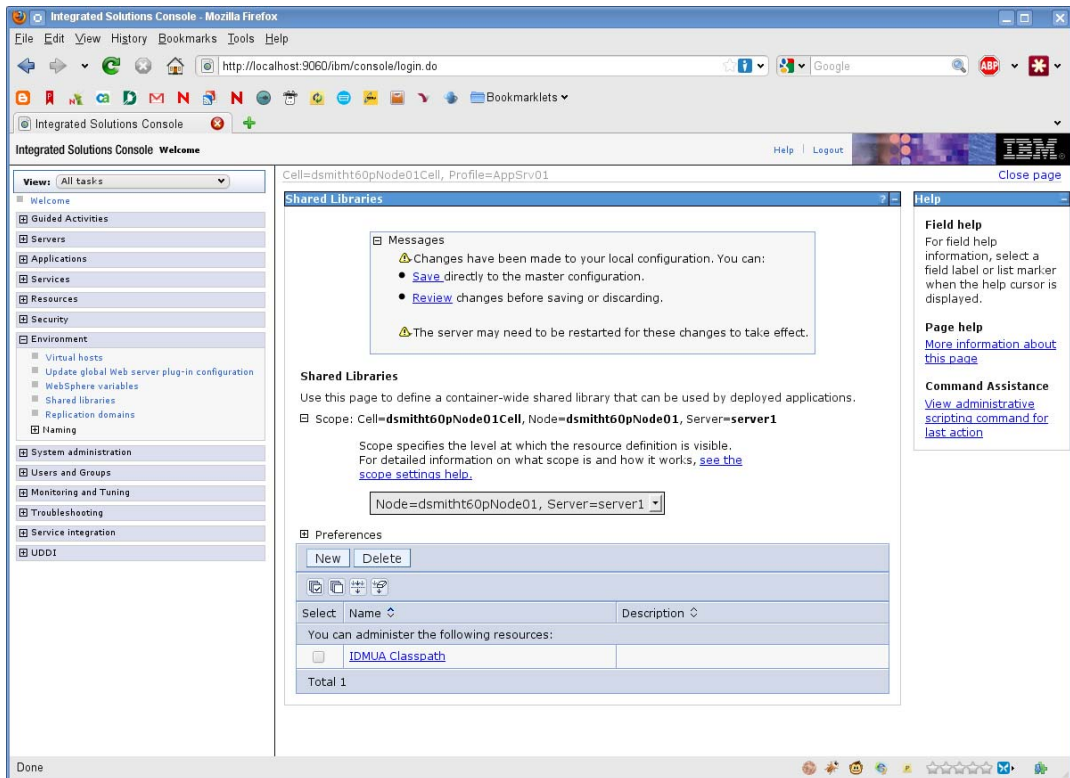 Integrated Solutions Console - Mozilla Firefox
File Edit View History Bookmarks Tools Help
http://localhost:9060/ibm/console/login.do
Google
ABP
Bookmarklets
Integrated Solutions Console
Integrated Solutions Console Welcome
Help | Logout
IBM
View: All tasks
Welcome
Guided Activities
Servers
Applications
Services
Resources
Security
Environment
Virtual hosts
Update global Web server plug-in configuration
WebSphere variables
Shared libraries
Replication domains
Naming
System administration
Users and Groups
Monitoring and Tuning
Troubleshooting
Service integration
UDDI
Cell=dsmitht60pNode01Cell, Profile=AppSrv01
Close page
Shared Libraries
?
Messages
Changes have been made to your local configuration. You can:
Save directly to the master configuration.
Review changes before saving or discarding.
The server may need to be restarted for these changes to take effect.
Shared Libraries
Use this page to define a container-wide shared library that can be used by deployed applications.
Scope: Cell=dsmitht60pNode01Cell, Node=dsmitht60pNode01, Server=server1
Scope specifies the level at which the resource definition is visible.
For detailed information on what scope is and how it works, see the
scope settings help.
Node=dsmitht60pNode01, Server=server1
Preferences
New Delete
Select Name Description
You can administer the following resources:
IDMUA Classpath
Total 1
Help
Field help
For field help
information, select a
field label or list marker
when the help cursor is
displayed.
Page help
More information about
this page
Command Assistance
View administrative
scripting command for
last action
Done